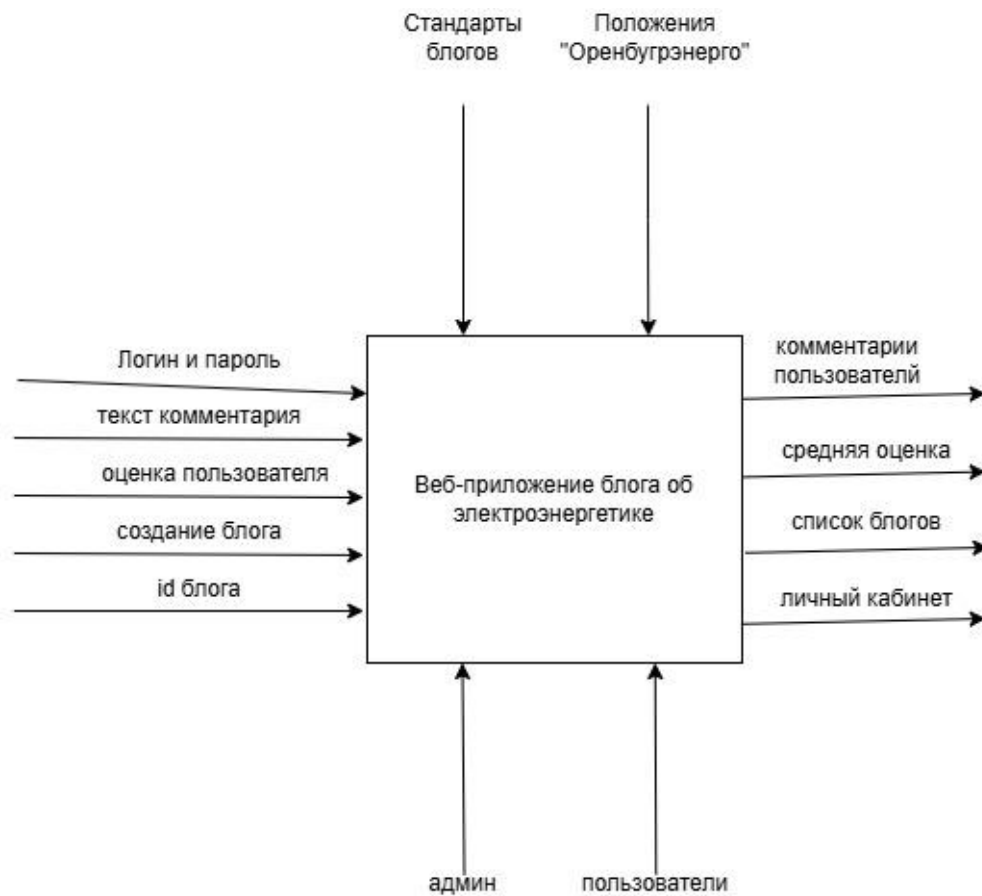 Стандарты
блогов
Положения
"Оренбугрэнерго"
Логин и пароль
текст комментария
оценка пользователя
создание блога
id блога
Веб-приложение блога об
электроэнергетике
комментарии
пользователй
средняя оценка
список блогов
личный кабинет
админ
пользователи